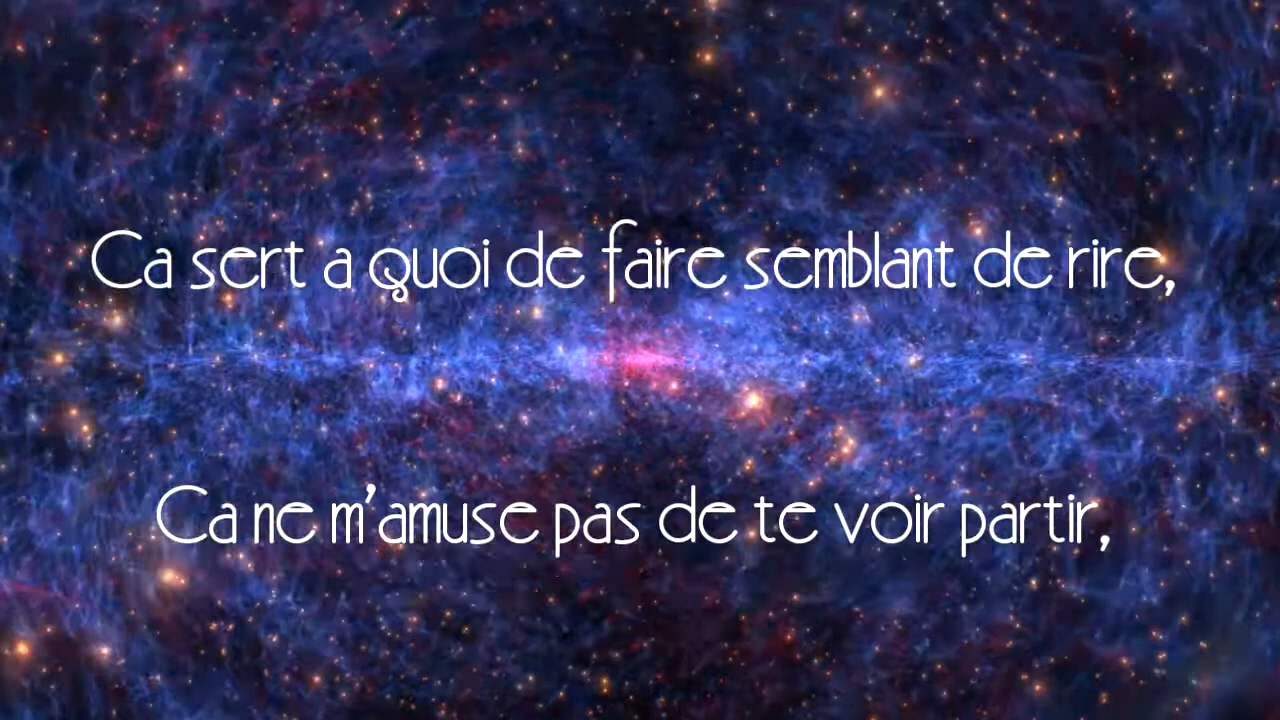 Ca sert a quoi de faire semblant de rire,
Ca ne m'amuse pas de te voir partir,